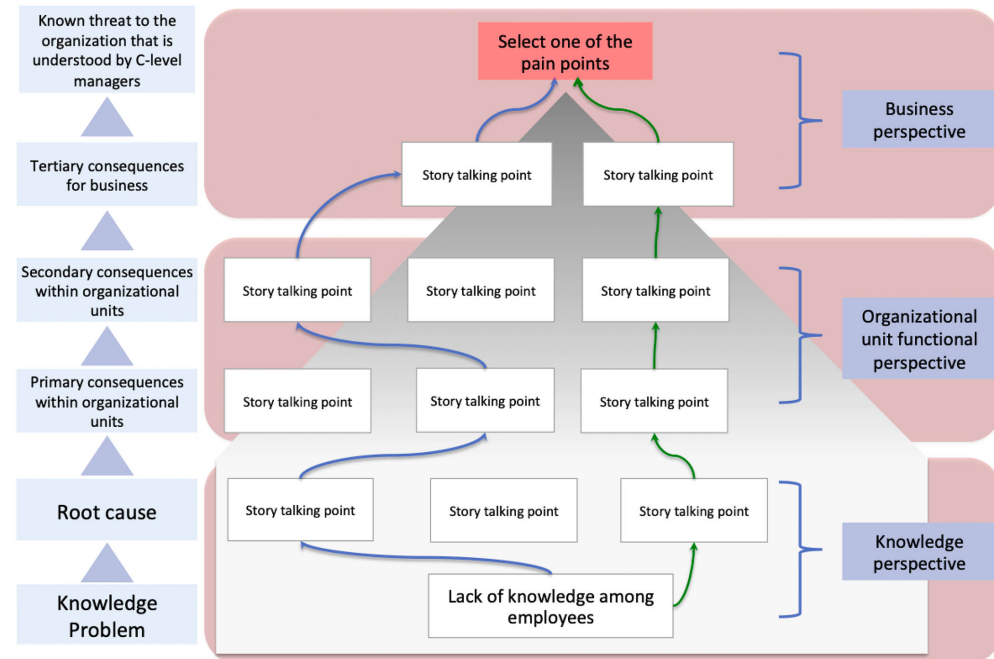 Known threat to the
organization that is
understood by C-level
managers
Select one of the
pain points
Business
perspective
Tertiary consequences
for business
Story talking point
Story talking point
Secondary consequences
within organizational
units
Story talking point
Story talking point
Story talking point
Organizational
unit functional
perspective
Primary consequences
within organizational
units
Story talking point
Story talking point
Story talking point
Root cause
Story talking point
Story talking point
Story talking point
Knowledge
perspective
Knowledge
Problem
Lack of knowledge among
employees